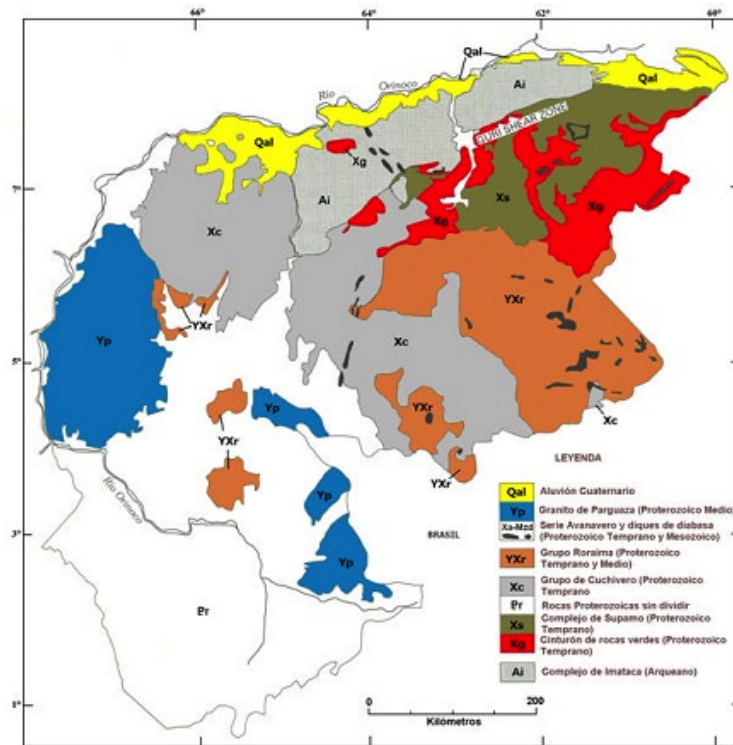 66°
64°
62°
60°
Qal
Río Orinoco
Ai
Qal
GURI SHEAR ZONE
Qal
Xg
7°
Ai
Xs
Xg
Xg
Xc
YXr
YXr
Yp
Xc
5°
Yp
YXr
Xc
YXr
YXr
Río Orinoco
Yp
3°
BRASIL
Yp
Pr
1°
0
200
Kilómetros
LEYENDA
Qal Aluvión Cuaternario
Yp Granito de Parguaza (Proterozoico Medio)
Xa-Mzd Serie Avanavero y diques de diabasa
(Proterozoico Temprano y Mesozoico)
YXr Grupo Roraima (Proterozoico
Temprano y Medio)
Xc Grupo de Cuchivero (Proterozoico
Temprano
Pr Rocas Proterozoicas sin dividir
Xs Complejo de Supamo (Proterozoico
Temprano)
Xg Cinturón de rocas verdes (Proterozoico
Temprano)
Ai Complejo de Imataca (Arqueano)